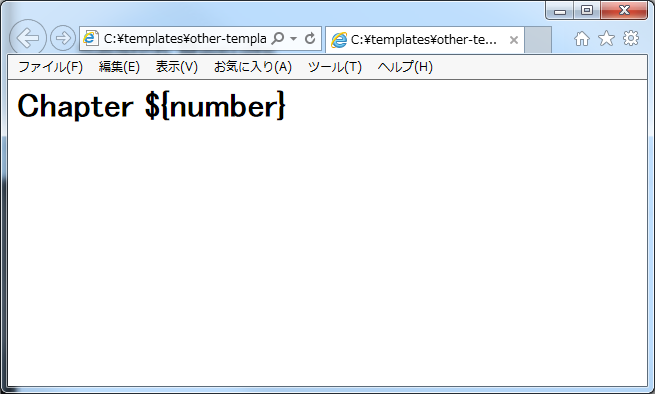 C:¥templates¥other-templa
C:¥templates¥other-te...
ファイル(F) 編集(E) 表示(V) お気に入り(A) ツール(T) ヘルプ(H)
Chapter ${number}